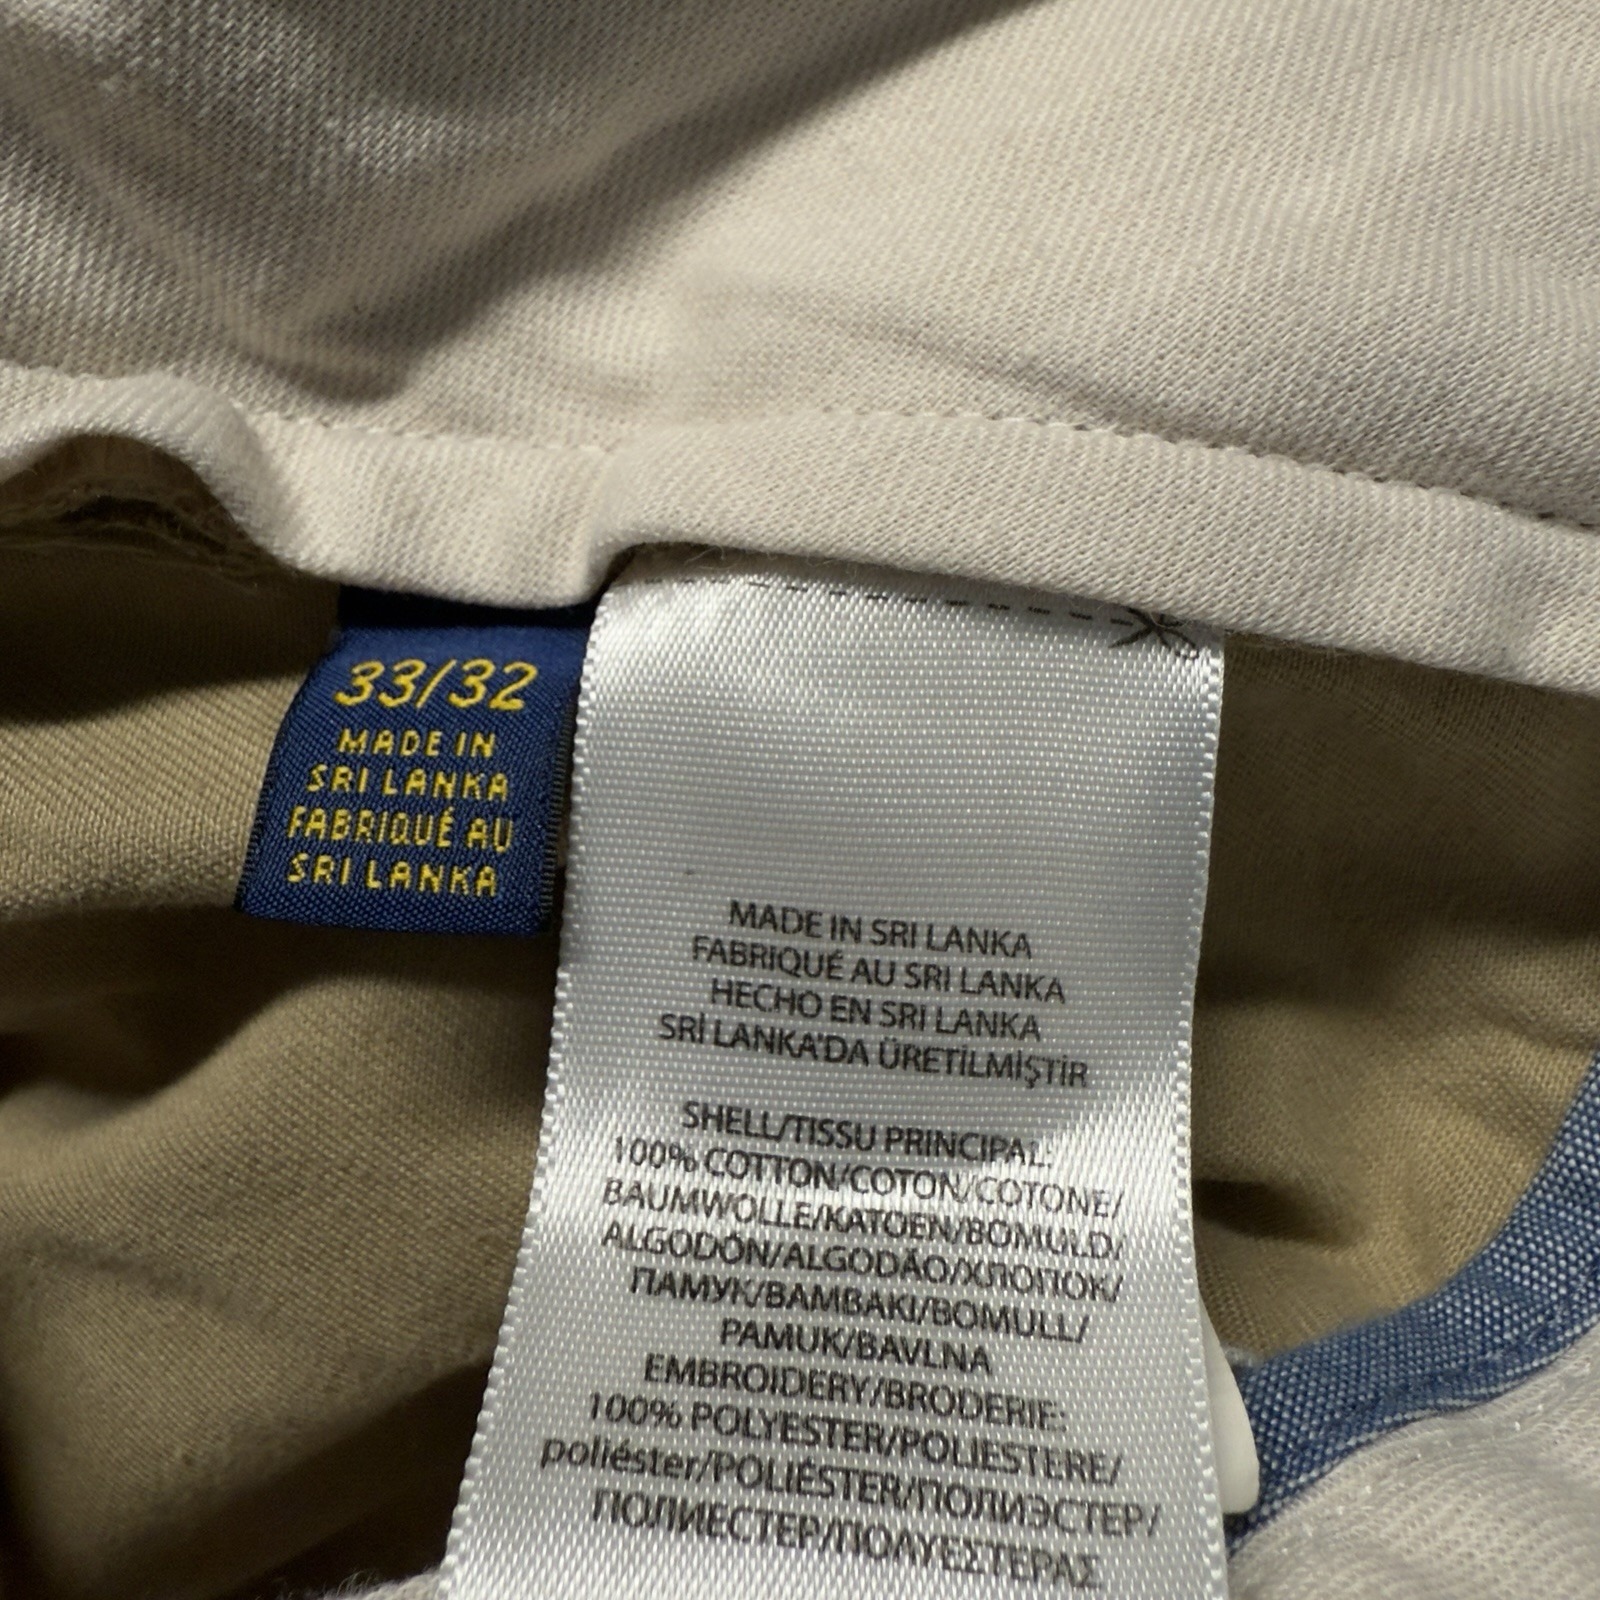 33/32
MADE IN
SRI LANKA
FABRIQUÉ AU
SRI LANKA
MADE IN SRI LANKA
FABRIQUÉ AU SRI LANKA
HECHO EN SRI LANKA
SRİ LANKA'DA ÜRETİLMİŞTİR
SHELL/TISSU PRINCIPAL:
100% COTTON/COTON/COTONE/
BAUMWOLLE/KATOEN/BOMULD/
ALGODÓN/ALGODÃO/ХЛОПОК/
ПАМУК/BAMBAKI/BOMULL/
PAMUK/BAVLNA
EMBROIDERY/BRODERIE:
100% POLYESTER/POLIESTERE/
poliéster/POLIÉSTER/ПОЛИЭСТЕР/
ПОЛИЕСТЕР/ΠΟΛΥΕΣΤΕΡΑΣ